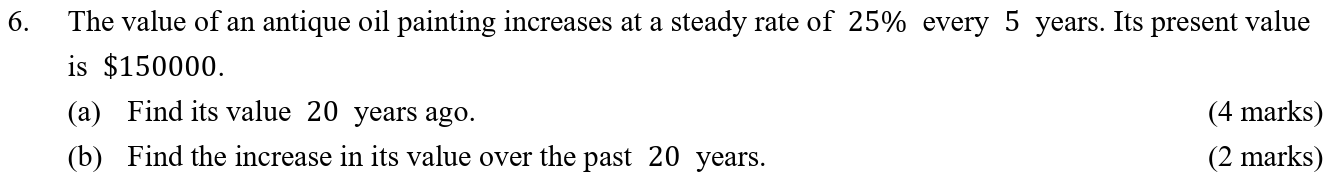 6. The value of an antique oil painting increases at a steady rate of 25% every 5 years. Its present value
is $150000.
(a) Find its value 20 years ago. (4 marks)
(b) Find the increase in its value over the past 20 years. (2 marks)